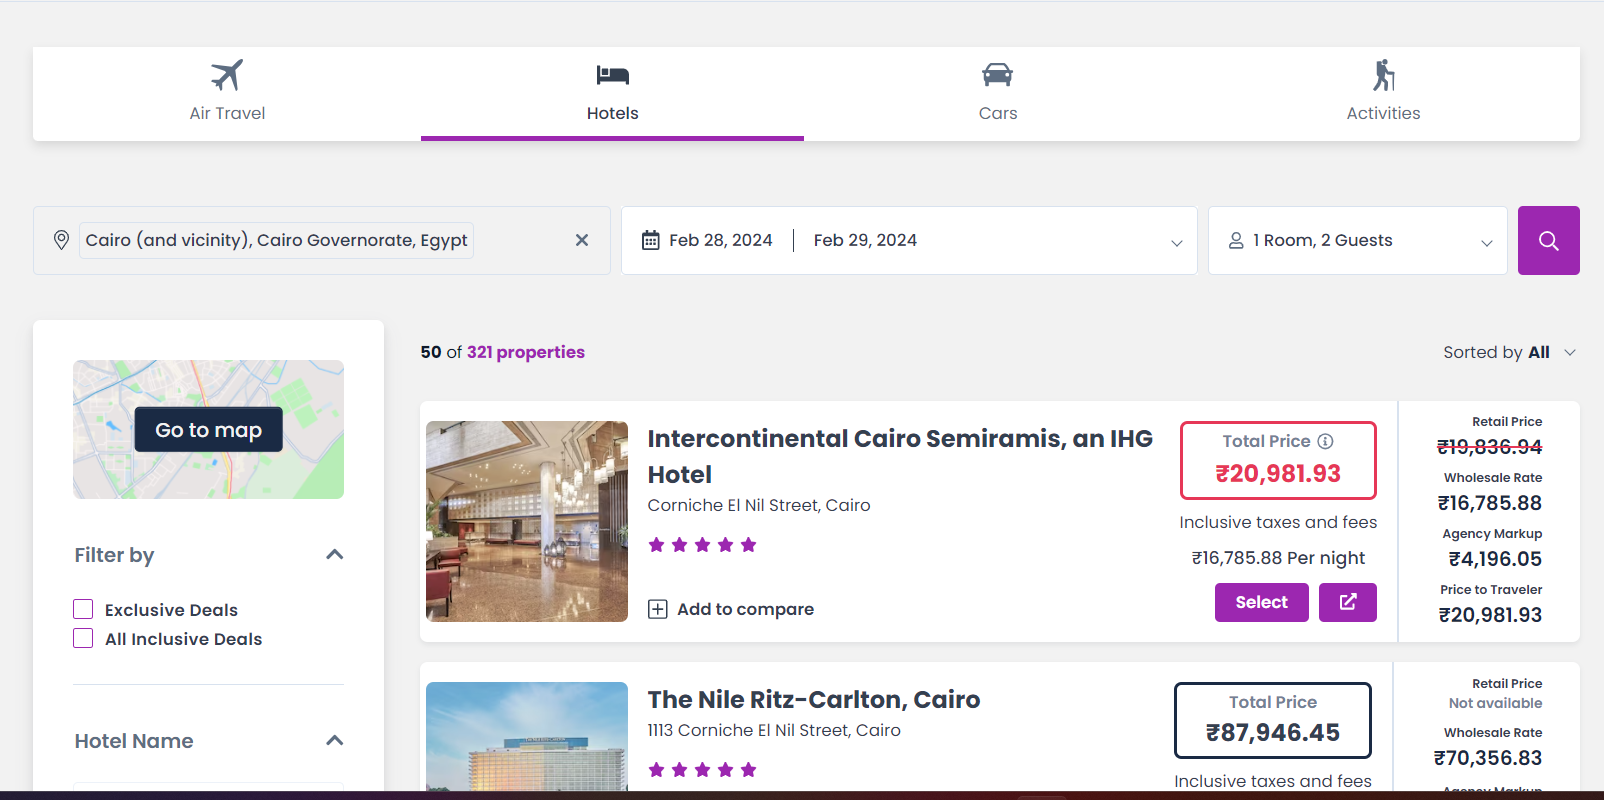 Air Travel
Hotels
Cars
Activities
Cairo (and vicinity), Cairo Governorate, Egypt
Feb 28, 2024
Feb 29, 2024
1 Room, 2 Guests
Go to map
Filter by
Exclusive Deals
All Inclusive Deals
Hotel Name
50 of 321 properties
Sorted by All
Intercontinental Cairo Semiramis, an IHG
Hotel
Corniche El Nil Street, Cairo
Add to compare
Total Price
₹20,981.93
Inclusive taxes and fees
₹16,785.88 Per night
Select
Retail Price
₹19,836.94
Wholesale Rate
₹16,785.88
Agency Markup
₹4,196.05
Price to Traveler
₹20,981.93
The Nile Ritz-Carlton, Cairo
1113 Corniche El Nil Street, Cairo
Total Price
₹87,946.45
Inclusive taxes and fees
Retail Price
Not available
Wholesale Rate
₹70,356.83
Agency Markup